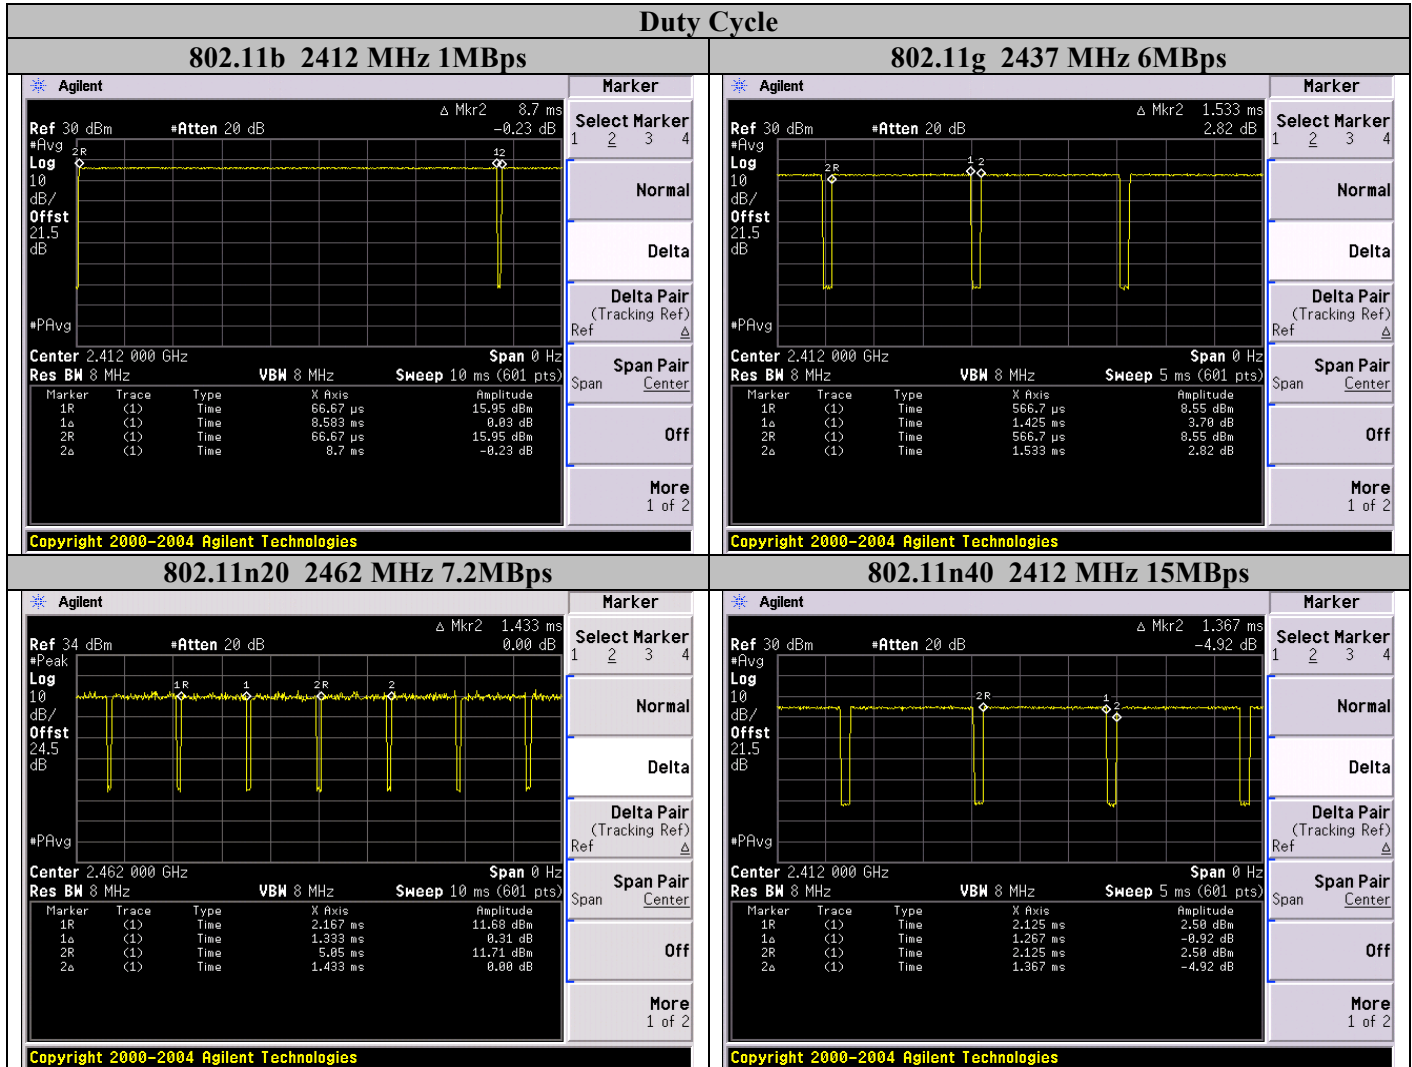 Duty Cycle
802.11b 2412 MHz 1MBps
Agilent
Marker
Δ Mkr2 8.7 ms
Ref 30 dBm #Atten 20 dB -0.23 dB
#Avg
Log
10
dB/
Offst
21.5
dB
#PAvg
2R
1 2
Center 2.412 000 GHz Span 0 Hz
Res BW 8 MHz VBW 8 MHz Sweep 10 ms (601 pts)
Marker Trace Type X Axis Amplitude
1R (1) Time 66.67 µs 15.95 dBm
1Δ (1) Time 8.583 ms 0.03 dB
2R (1) Time 66.67 µs 15.95 dBm
2Δ (1) Time 8.7 ms -0.23 dB
Select Marker
1 2 3 4
Normal
Delta
Delta Pair
(Tracking Ref)
Ref Δ
Span Pair
Span Center
Off
More
1 of 2
Copyright 2000-2004 Agilent Technologies
802.11g 2437 MHz 6MBps
Agilent
Marker
Δ Mkr2 1.533 ms
Ref 30 dBm #Atten 20 dB 2.82 dB
#Avg
Log
10
dB/
Offst
21.5
dB
#PAvg
2R
1 2
Center 2.412 000 GHz Span 0 Hz
Res BW 8 MHz VBW 8 MHz Sweep 5 ms (601 pts)
Marker Trace Type X Axis Amplitude
1R (1) Time 566.7 µs 8.55 dBm
1Δ (1) Time 1.425 ms 3.70 dB
2R (1) Time 566.7 µs 8.55 dBm
2Δ (1) Time 1.533 ms 2.82 dB
Select Marker
1 2 3 4
Normal
Delta
Delta Pair
(Tracking Ref)
Ref Δ
Span Pair
Span Center
Off
More
1 of 2
Copyright 2000-2004 Agilent Technologies
802.11n20 2462 MHz 7.2MBps
Agilent
Marker
Δ Mkr2 1.433 ms
Ref 34 dBm #Atten 20 dB 0.00 dB
#Peak
Log
10
dB/
Offst
24.5
dB
#PAvg
1R 1 2R 2
Center 2.462 000 GHz Span 0 Hz
Res BW 8 MHz VBW 8 MHz Sweep 10 ms (601 pts)
Marker Trace Type X Axis Amplitude
1R (1) Time 2.167 ms 11.68 dBm
1Δ (1) Time 1.333 ms 0.31 dB
2R (1) Time 5.05 ms 11.71 dBm
2Δ (1) Time 1.433 ms 0.00 dB
Select Marker
1 2 3 4
Normal
Delta
Delta Pair
(Tracking Ref)
Ref Δ
Span Pair
Span Center
Off
More
1 of 2
Copyright 2000-2004 Agilent Technologies
802.11n40 2412 MHz 15MBps
Agilent
Marker
Δ Mkr2 1.367 ms
Ref 30 dBm #Atten 20 dB -4.92 dB
#Avg
Log
10
dB/
Offst
21.5
dB
#PAvg
2R
1
2
Center 2.412 000 GHz Span 0 Hz
Res BW 8 MHz VBW 8 MHz Sweep 5 ms (601 pts)
Marker Trace Type X Axis Amplitude
1R (1) Time 2.125 ms 2.50 dBm
1Δ (1) Time 1.267 ms -0.92 dB
2R (1) Time 2.125 ms 2.50 dBm
2Δ (1) Time 1.367 ms -4.92 dB
Select Marker
1 2 3 4
Normal
Delta
Delta Pair
(Tracking Ref)
Ref Δ
Span Pair
Span Center
Off
More
1 of 2
Copyright 2000-2004 Agilent Technologies